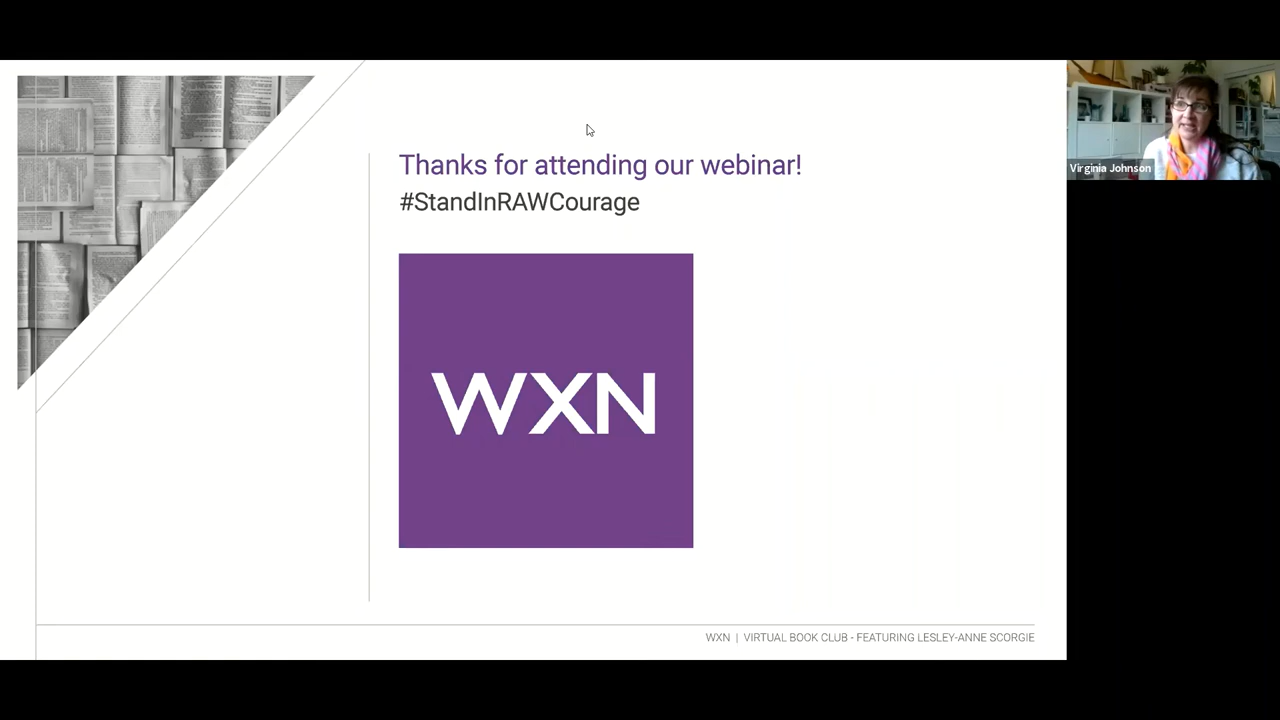 Thanks for attending our webinar!
#StandInRAWCourage
WXN
Virginia Johnson
WXN | VIRTUAL BOOK CLUB - FEATURING LESLEY-ANNE SCORGIE